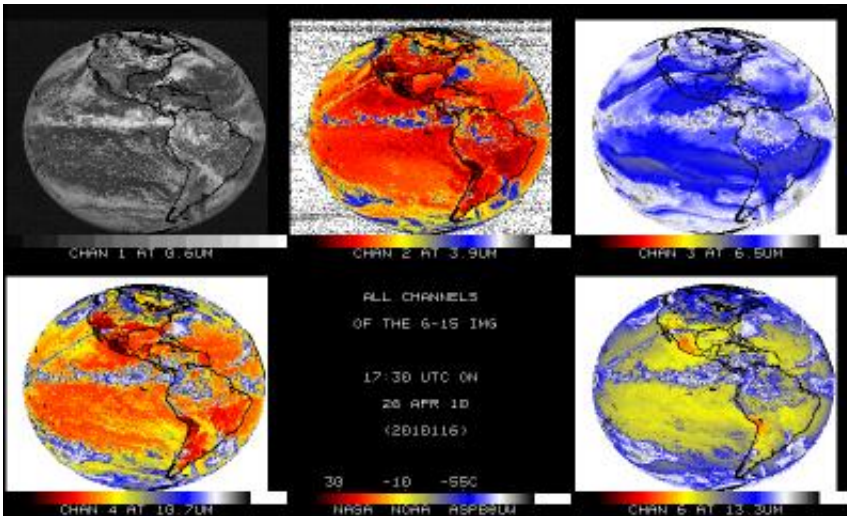 CHAN 1 AT 0.6UM
CHAN 2 AT 3.9UM
CHAN 3 AT 6.5UM
ALL CHANNELS
OF THE G-15 IMG
17:30 UTC ON
26 APR 10
(2010116)
30 -10 -55C
CHAN 4 AT 10.7UM
NASA NOAA ASPB@UW
CHAN 6 AT 13.3UM